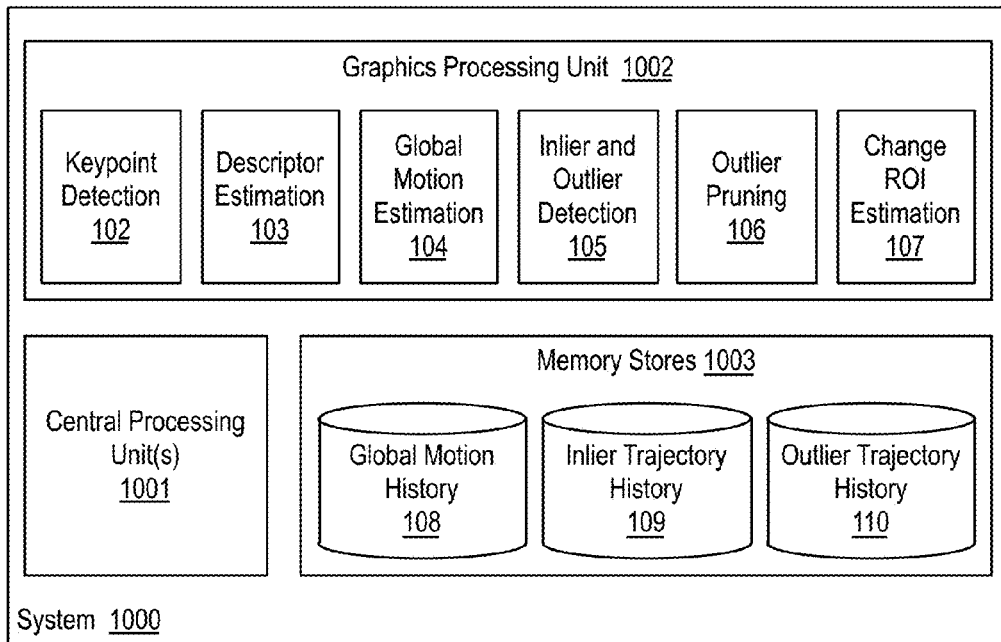 Graphics Processing Unit 1002
Keypoint
Detection
102
Descriptor
Estimation
103
Global
Motion
Estimation
104
Inlier and
Outlier
Detection
105
Outlier
Pruning
106
Change
ROI
Estimation
107
Central Processing
Unit(s)
1001
Memory Stores 1003
Global Motion
History
108
Inlier Trajectory
History
109
Outlier Trajectory
History
110
System 1000